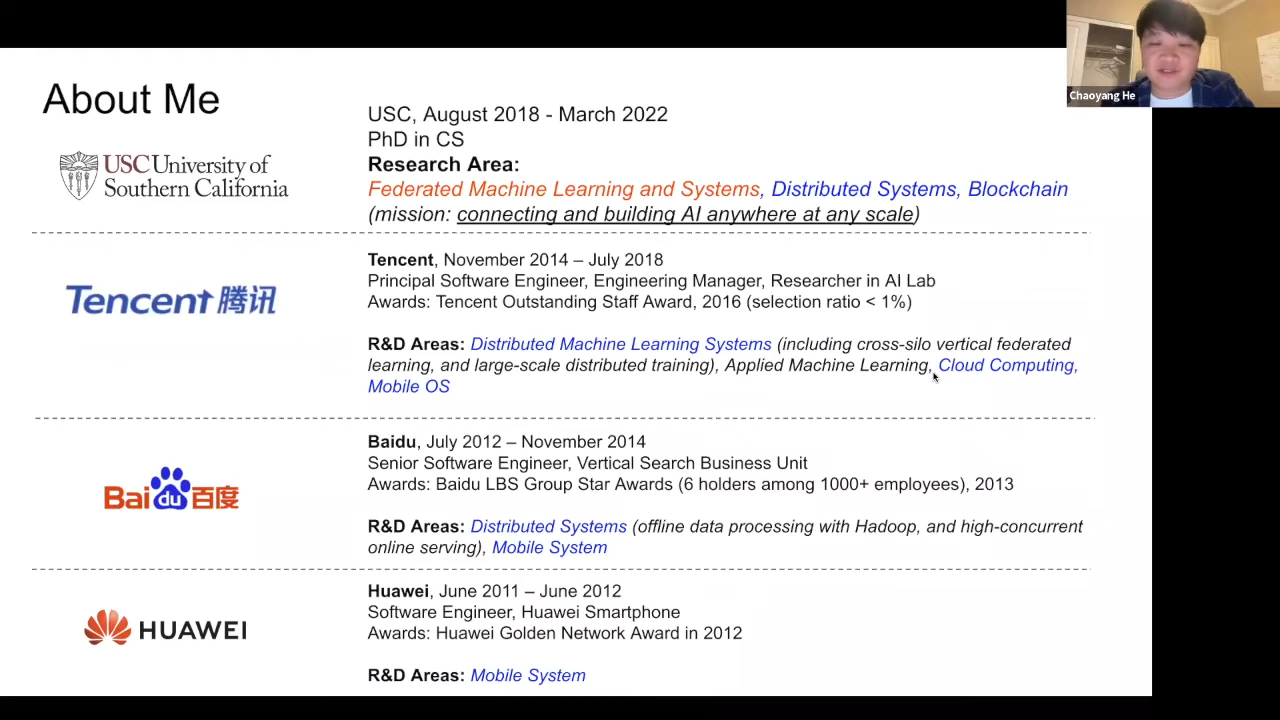 Chaoyang He
About Me
USC University of
Southern California
USC, August 2018 - March 2022
PhD in CS
Research Area:
Federated Machine Learning and Systems, Distributed Systems, Blockchain
(mission: connecting and building AI anywhere at any scale)
Tencent 腾讯
Tencent, November 2014 – July 2018
Principal Software Engineer, Engineering Manager, Researcher in AI Lab
Awards: Tencent Outstanding Staff Award, 2016 (selection ratio < 1%)
R&D Areas: Distributed Machine Learning Systems (including cross-silo vertical federated
learning, and large-scale distributed training), Applied Machine Learning, Cloud Computing,
Mobile OS
Baidu百度
Baidu, July 2012 – November 2014
Senior Software Engineer, Vertical Search Business Unit
Awards: Baidu LBS Group Star Awards (6 holders among 1000+ employees), 2013
R&D Areas: Distributed Systems (offline data processing with Hadoop, and high-concurrent
online serving), Mobile System
HUAWEI
Huawei, June 2011 – June 2012
Software Engineer, Huawei Smartphone
Awards: Huawei Golden Network Award in 2012
R&D Areas: Mobile System